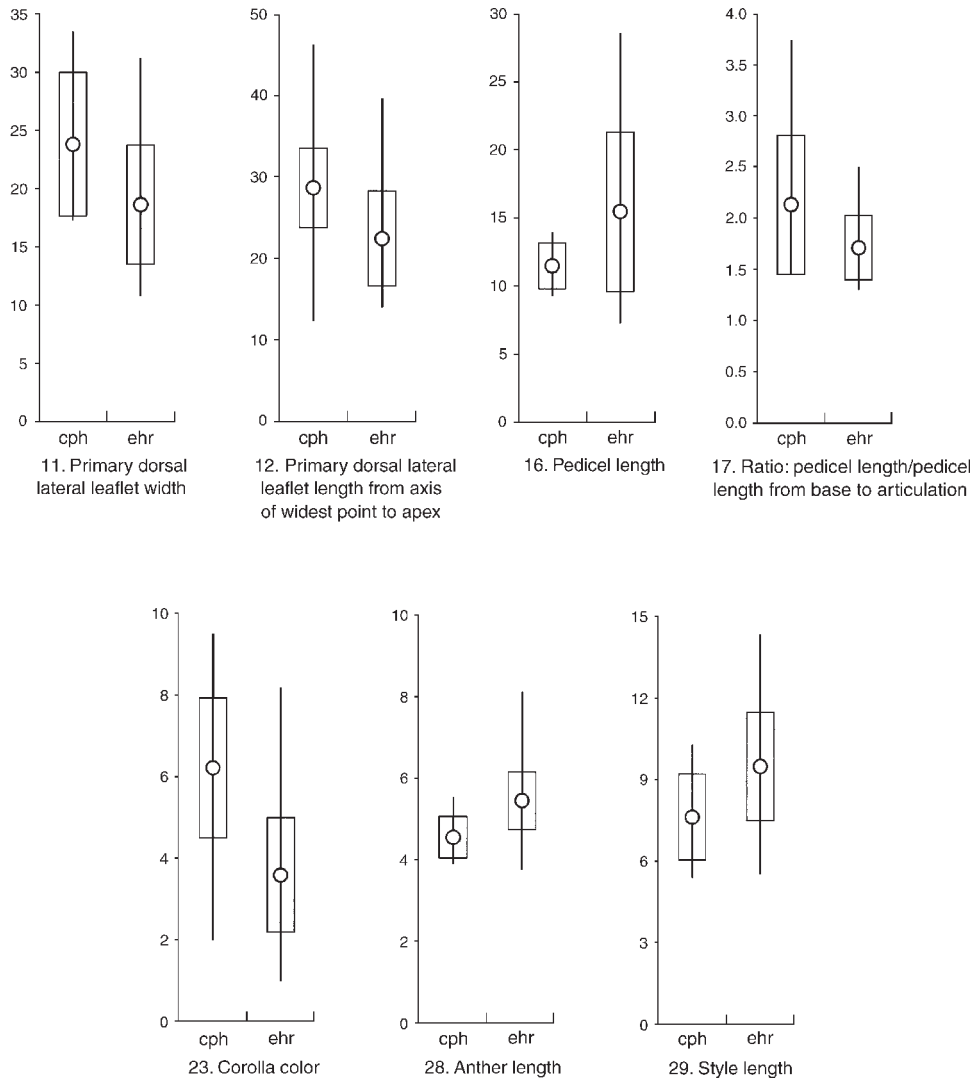 35
30
25
20
15
10
5
0
cph ehr
11. Primary dorsal
lateral leaflet width
50
40
30
20
10
0
cph ehr
12. Primary dorsal lateral
leaflet length from axis
of widest point to apex
30
25
20
15
10
5
0
cph ehr
16. Pedicel length
4.0
3.5
3.0
2.5
2.0
1.5
1.0
0.5
0.0
cph ehr
17. Ratio: pedicel length/pedicel
length from base to articulation
10
8
6
4
2
0
cph ehr
23. Corolla color
10
8
6
4
2
0
cph ehr
28. Anther length
15
12
9
6
3
0
cph ehr
29. Style length